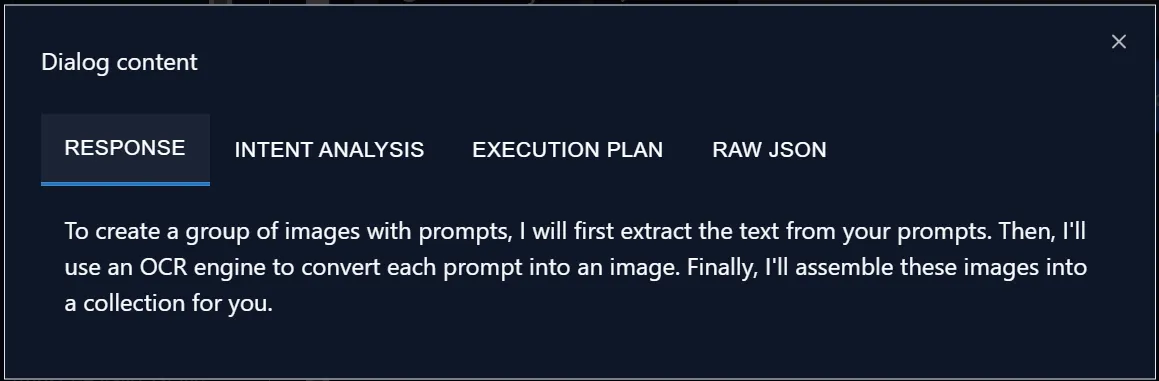 Dialog content
RESPONSE INTENT ANALYSIS EXECUTION PLAN RAW JSON
To create a group of images with prompts, I will first extract the text from your prompts. Then, I'll
use an OCR engine to convert each prompt into an image. Finally, I'll assemble these images into
a collection for you.